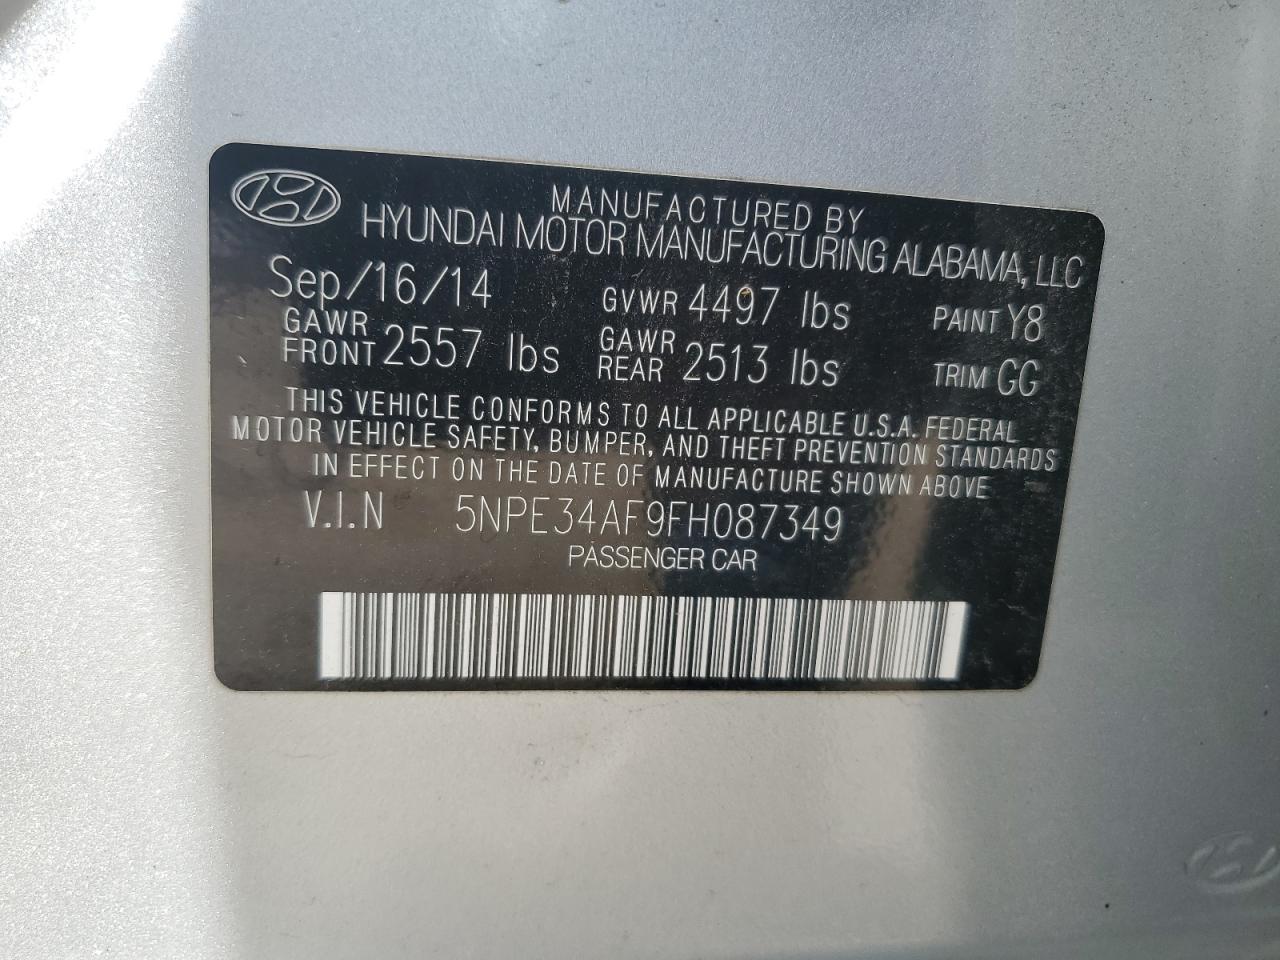 MANUFACTURED BY
HYUNDAI MOTOR MANUFACTURING ALABAMA, LLC
Sep/16/14 GVWR 4497 lbs PAINT Y8
GAWR FRONT 2557 lbs GAWR REAR 2513 lbs TRIM GG
THIS VEHICLE CONFORMS TO ALL APPLICABLE U.S.A. FEDERAL
MOTOR VEHICLE SAFETY, BUMPER, AND THEFT PREVENTION STANDARDS
IN EFFECT ON THE DATE OF MANUFACTURE SHOWN ABOVE
V.I.N 5NPE34AF9FH087349
PASSENGER CAR